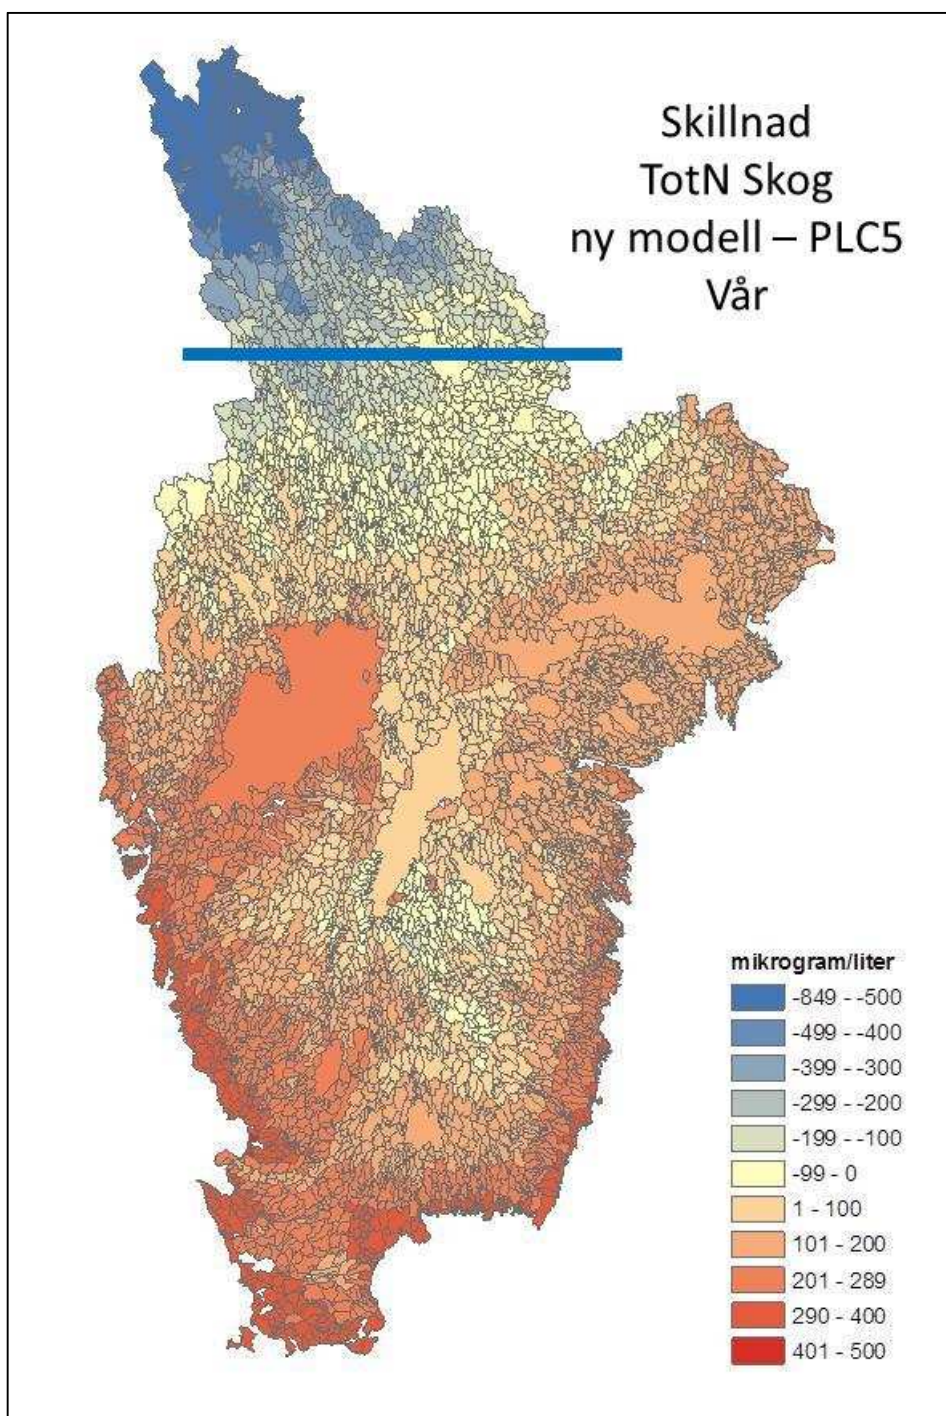 Skillnad
TotN Skog
ny modell – PLC5
Vår
mikrogram/liter
-849 - -500
-499 - -400
-399 - -300
-299 - -200
-199 - -100
-99 - 0
1 - 100
101 - 200
201 - 289
290 - 400
401 - 500